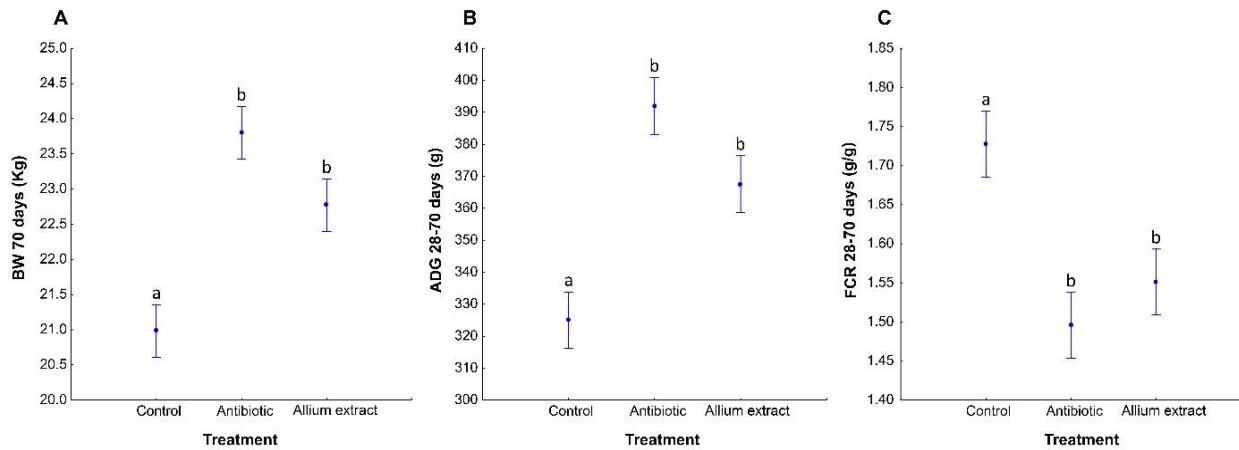 A
BW 70 days (Kg)
25.0
24.5
24.0
23.5
23.0
22.5
22.0
21.5
21.0
20.5
20.0
a
b
b
Control
Antibiotic
Allium extract
Treatment
B
ADG 28-70 days (g)
410
400
390
380
370
360
350
340
330
320
310
300
a
b
b
Control
Antibiotic
Allium extract
Treatment
C
FCR 28-70 days (g/g)
1.85
1.80
1.75
1.70
1.65
1.60
1.55
1.50
1.45
1.40
a
b
b
Control
Antibiotic
Allium extract
Treatment